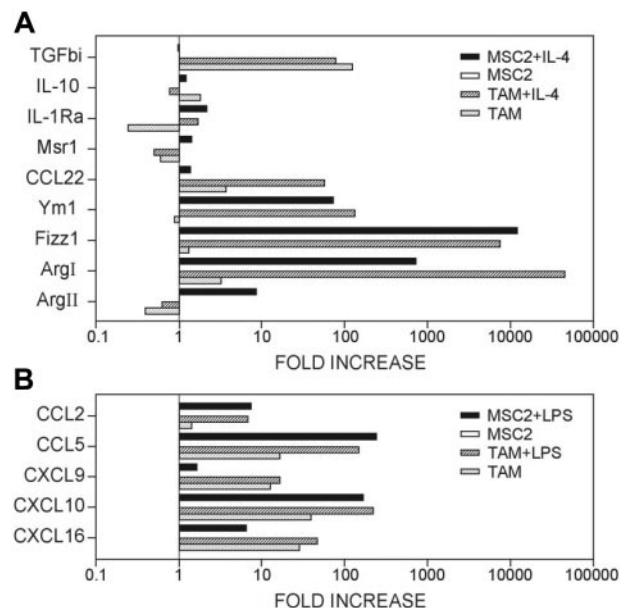 A
TGFbi
IL-10
IL-1Ra
Msr1
CCL22
Ym1
Fizz1
ArgI
ArgII
MSC2+IL-4
MSC2
TAM+IL-4
TAM
0.1 1 10 100 1000 10000 100000
FOLD INCREASE
B
CCL2
CCL5
CXCL9
CXCL10
CXCL16
MSC2+LPS
MSC2
TAM+LPS
TAM
0.1 1 10 100 1000 10000 100000
FOLD INCREASE